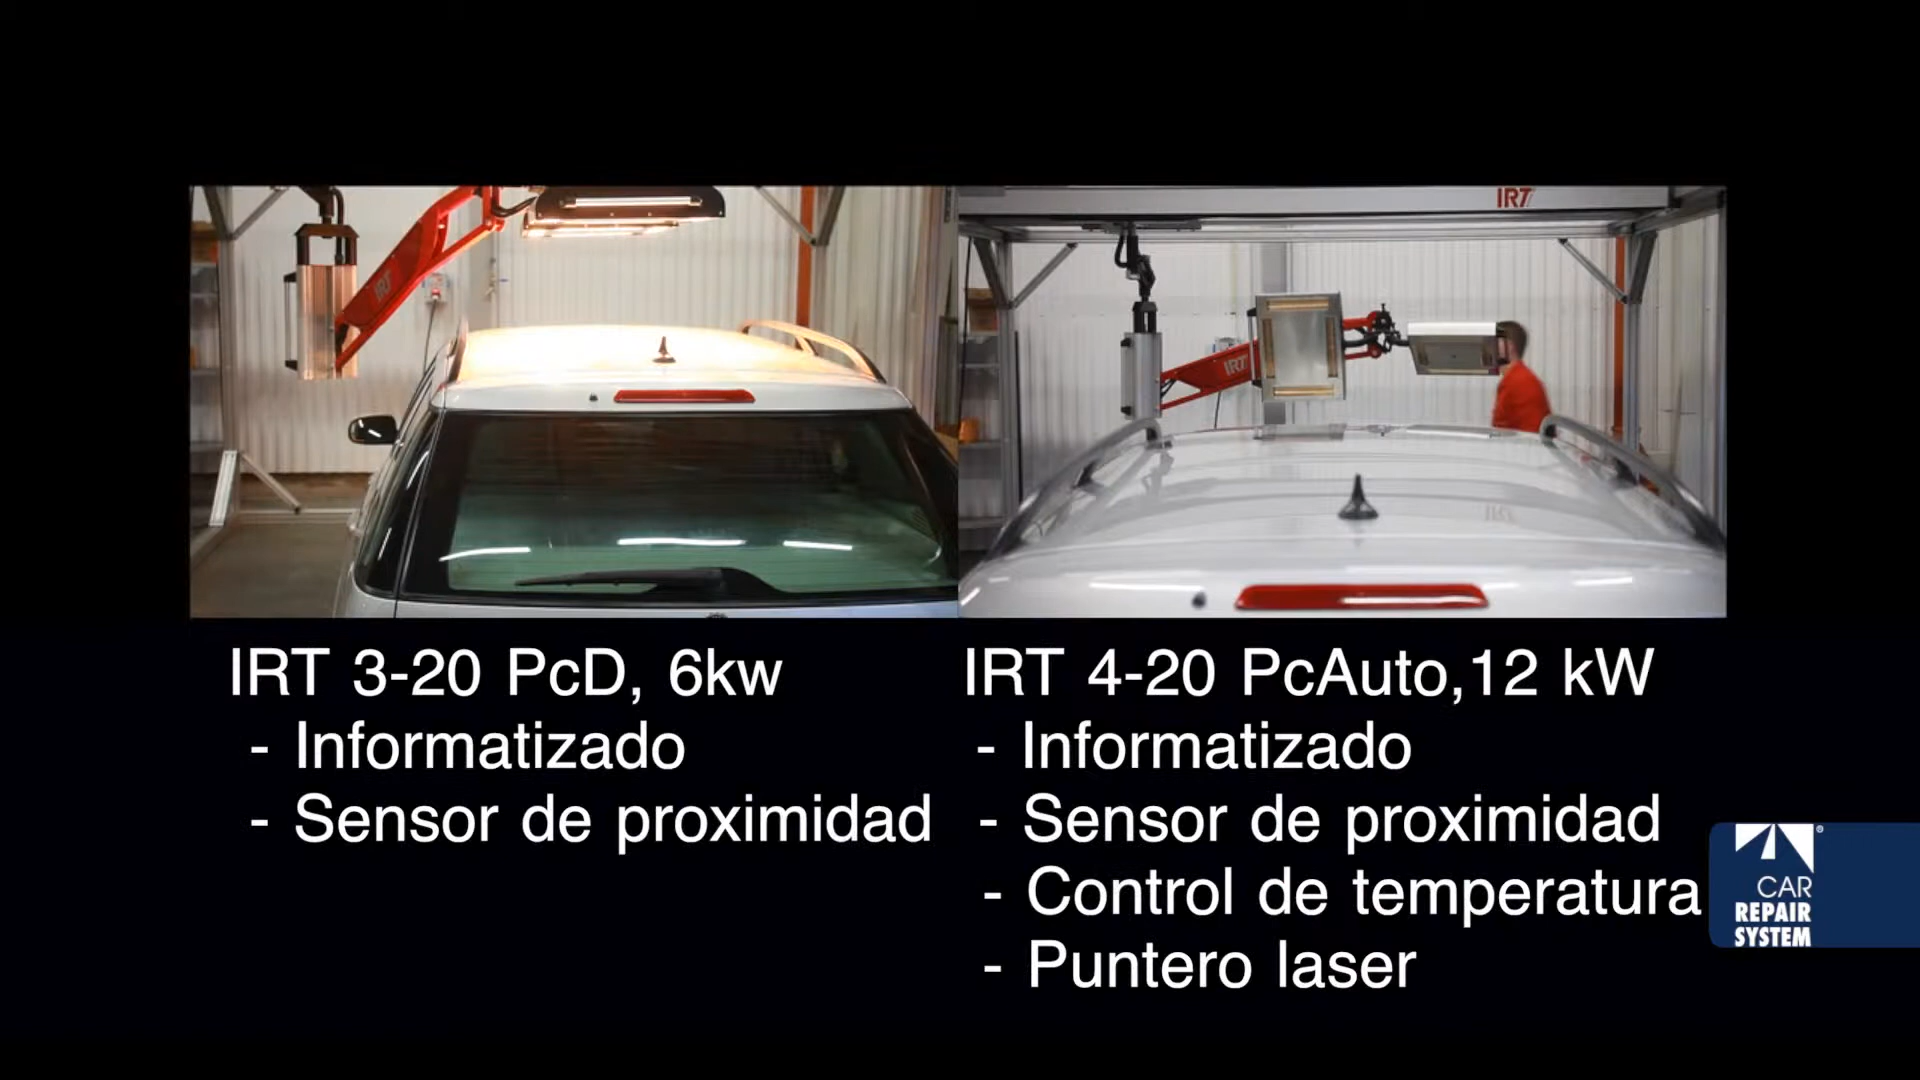 IRT
IRT
IRT
IRT 3-20 PcD, 6kw
- Informatizado
- Sensor de proximidad
IRT 4-20 PcAuto,12 kW
- Informatizado
- Sensor de proximidad
- Control de temperatura
- Puntero laser
CAR
REPAIR
SYSTEM